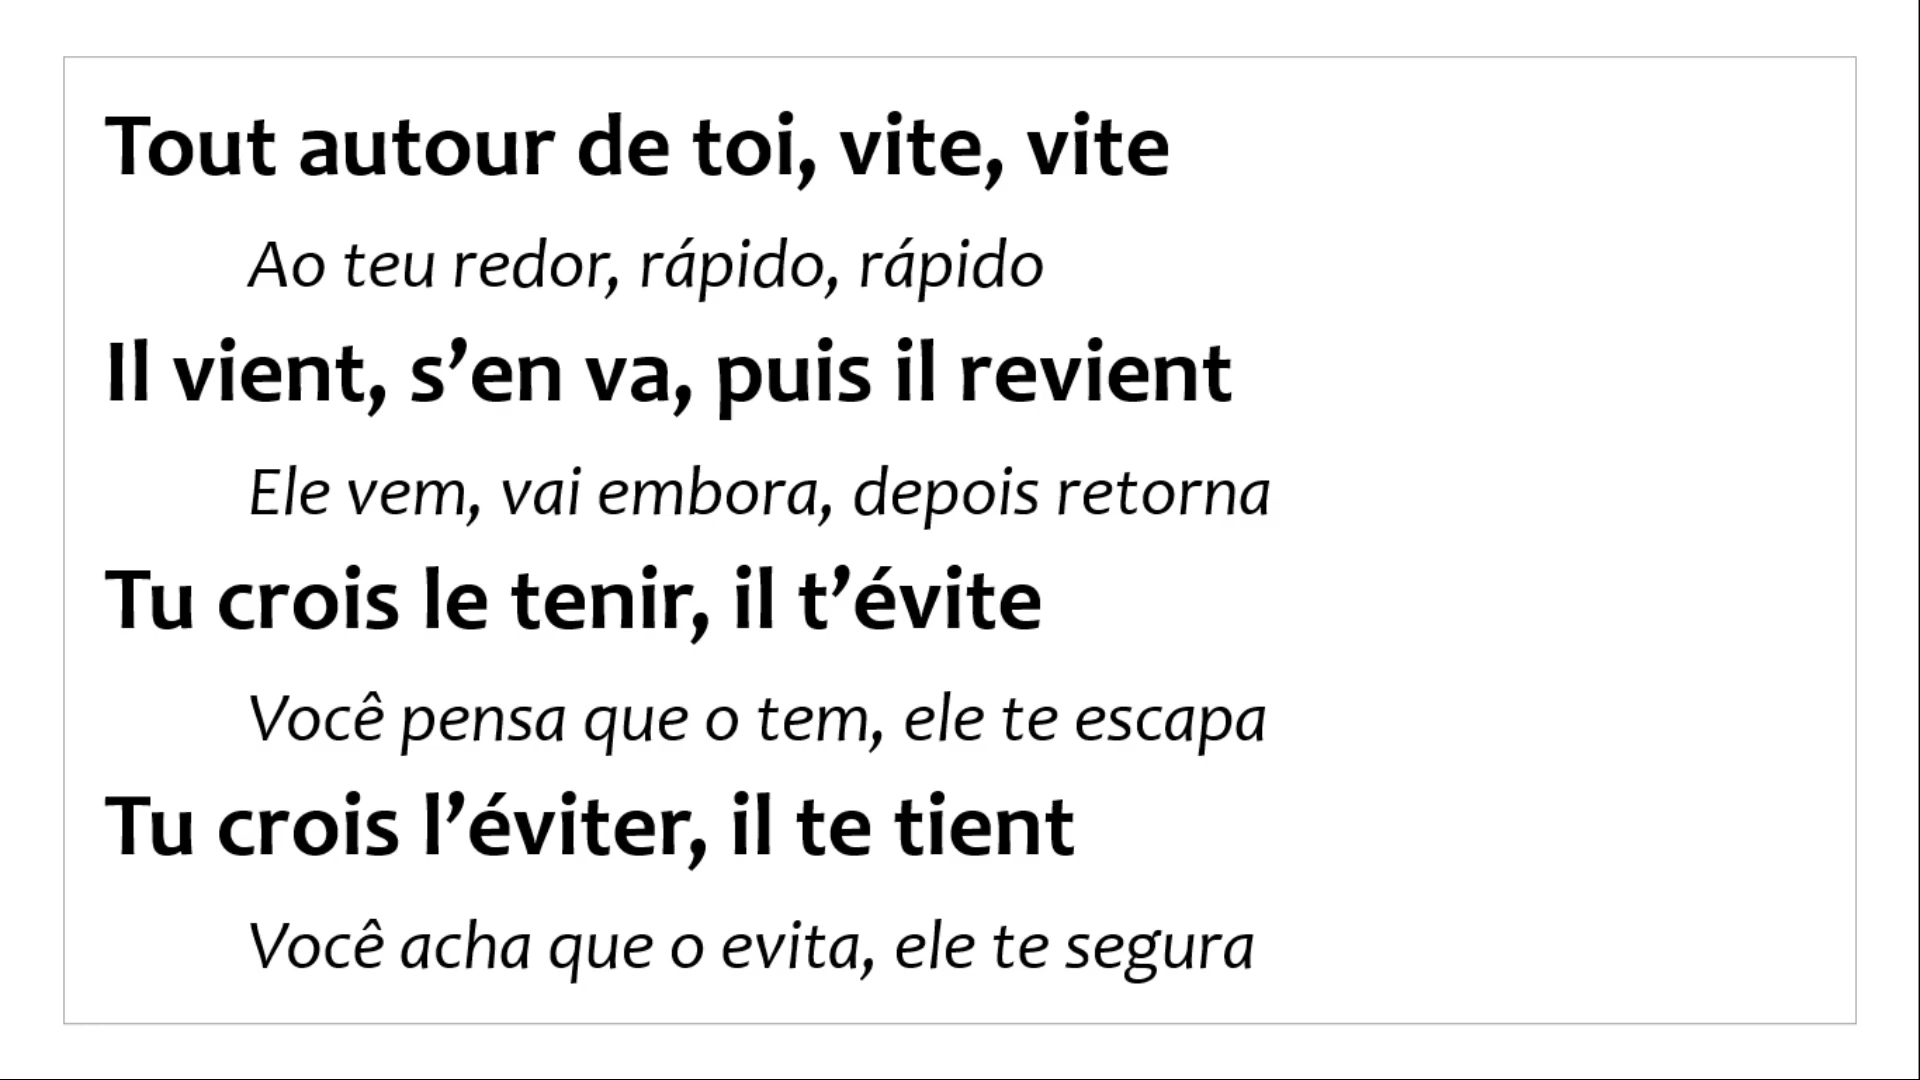 Tout autour de toi, vite, vite
Ao teu redor, rápido, rápido
Il vient, s’en va, puis il revient
Ele vem, vai embora, depois retorna
Tu crois le tenir, il t’évite
Você pensa que o tem, ele te escapa
Tu crois l’éviter, il te tient
Você acha que o evita, ele te segura